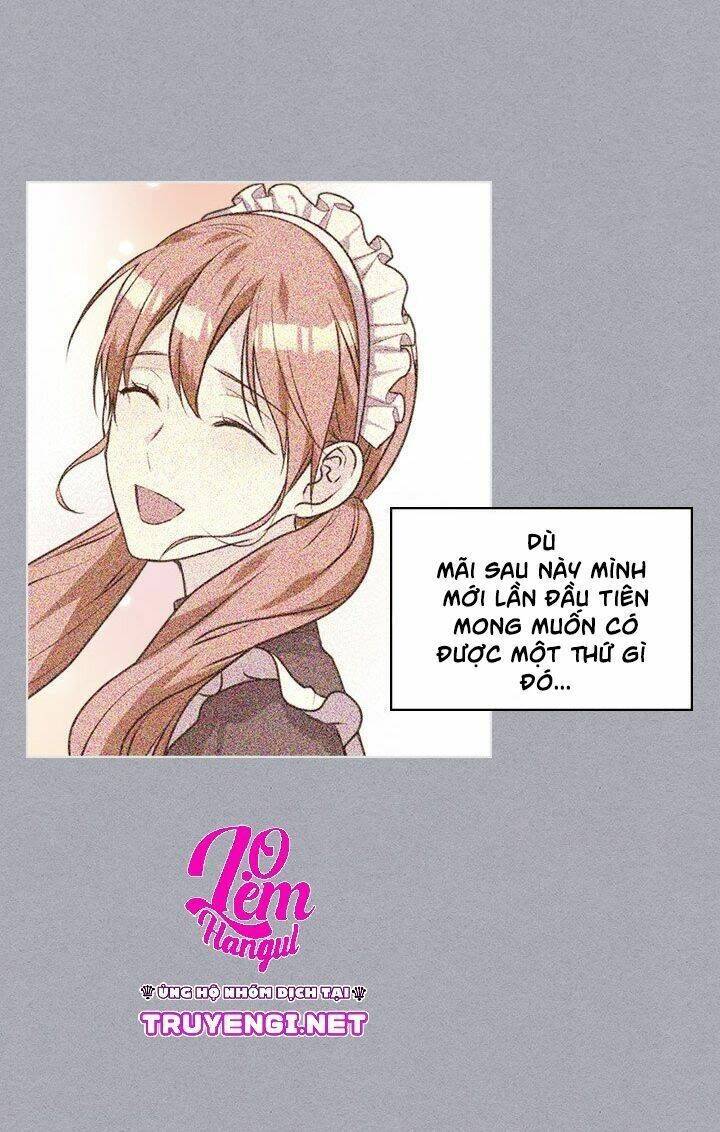 DÙ
MÃI SAU NÀY MÌNH
MỚI LẦN ĐẦU TIÊN
MONG MUỐN CÓ
ĐƯỢC MỘT THỨ GÌ
ĐÓ...
LO
Lem
Hangul
ỦNG HỘ NHÓM DỊCH TẠI
TRUYENGI.NET